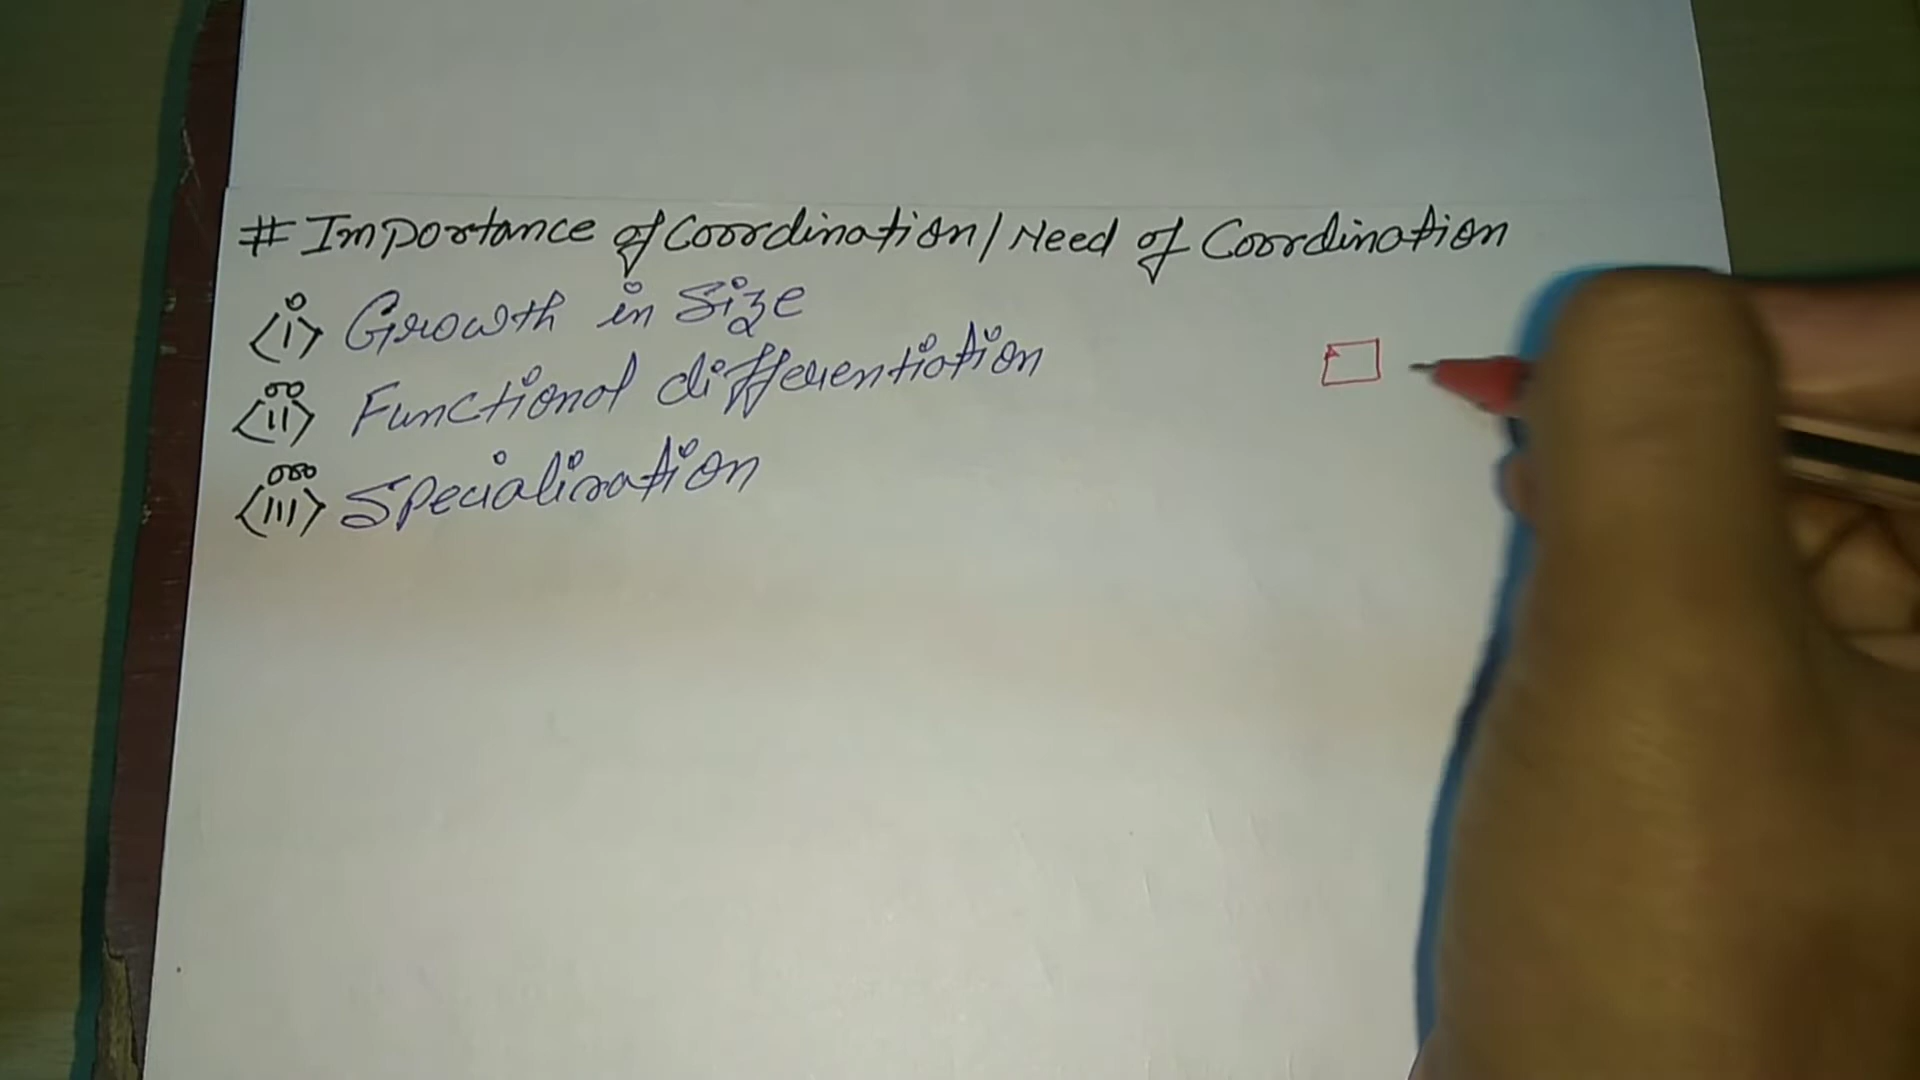 # Importance of Coordination / Need of Coordination
(i) Growth in Size
(ii) Functional differentiation
(iii) Specialisation